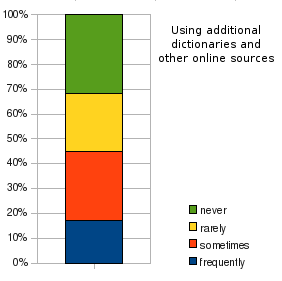 Using additional
dictionaries and
other online sources
100%
90%
80%
70%
60%
50%
40%
30%
20%
10%
0%
never
rarely
sometimes
frequently